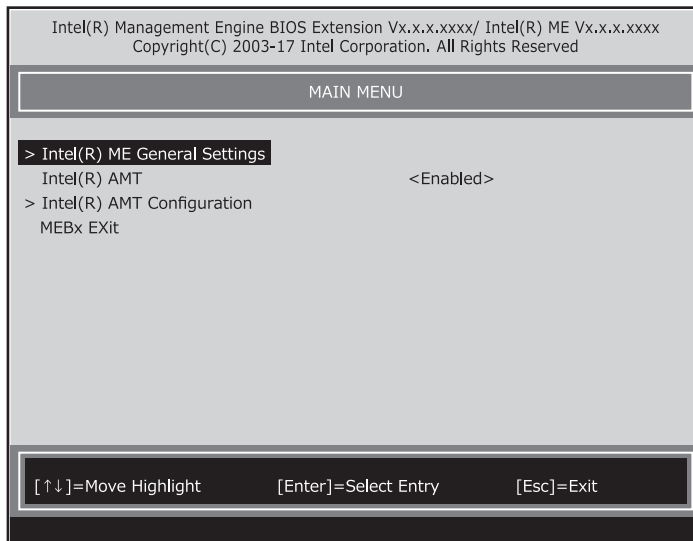 Intel(R) Management Engine BIOS Extension Vx.x.x.xxxx/ Intel(R) ME Vx.x.x.xxxx
Copyright(C) 2003-17 Intel Corporation. All Rights Reserved
MAIN MENU
> Intel(R) ME General Settings
Intel(R) AMT <Enabled>
> Intel(R) AMT Configuration
MEBx EXit
[↑↓]=Move Highlight [Enter]=Select Entry [Esc]=Exit